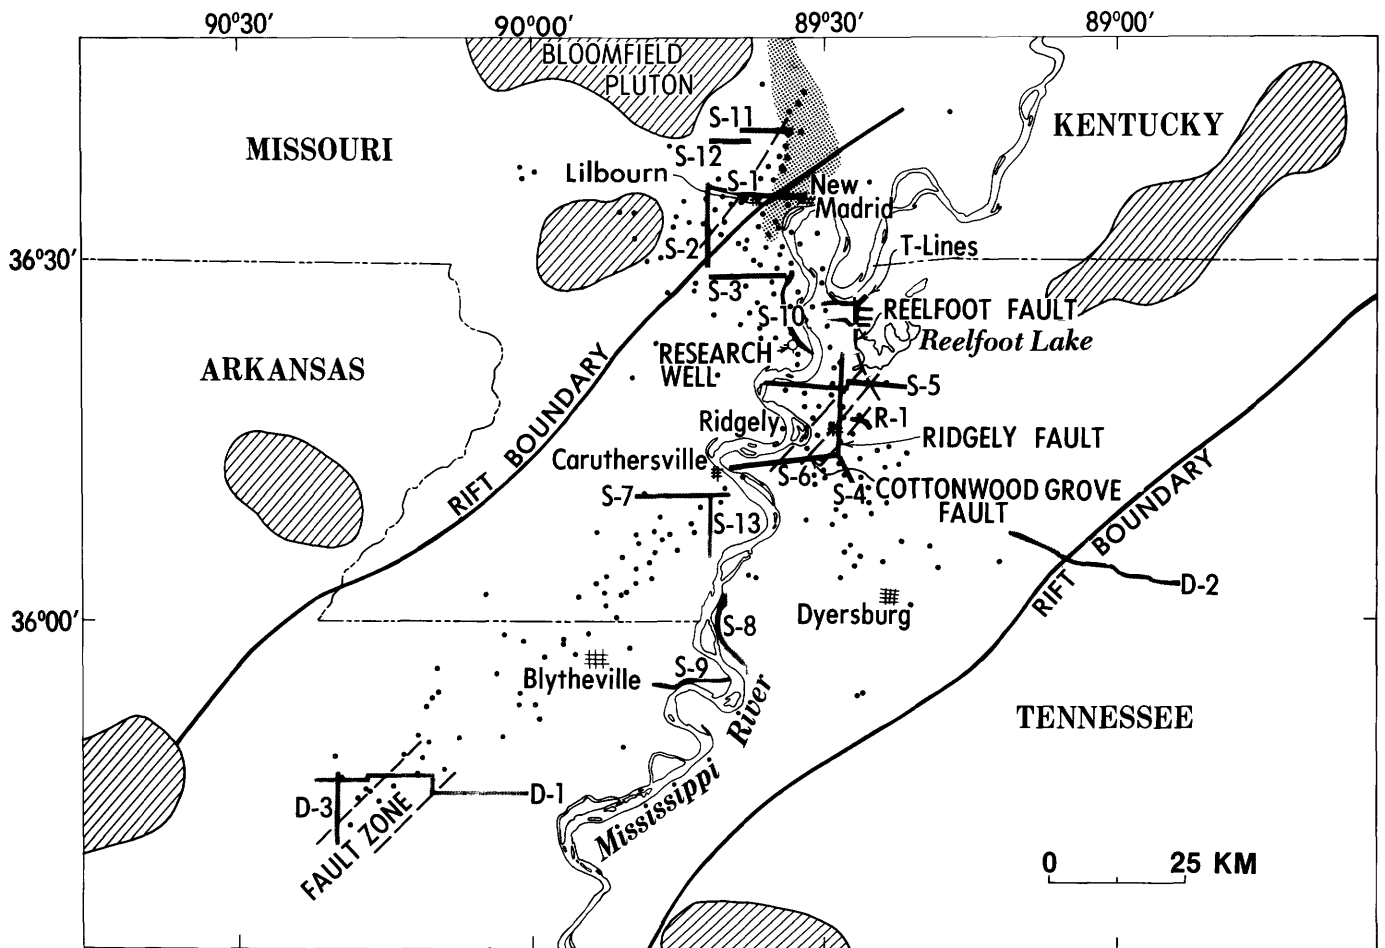 90°30′ 90°00′ 89°30′ 89°00′
BLOOMFIELD
PLUTON
S-11
KENTUCKY
MISSOURI
S-12
Lilbourn
S-1
New
Madrid
S-2
T-Lines
36°30′
S-3
S-10
REELFOOT FAULT
Reelfoot Lake
RESEARCH
WELL
ARKANSAS
S-5
RIFT BOUNDARY
Ridgely
R-1
RIDGELY FAULT
Caruthersville
S-6
S-4
COTTONWOOD GROVE
FAULT
S-7
S-13
RIFT BOUNDARY
D-2
Dyersburg
36°00′
S-8
S-9
Blytheville
TENNESSEE
Mississippi River
D-1
D-3
FAULT ZONE
0 25 KM